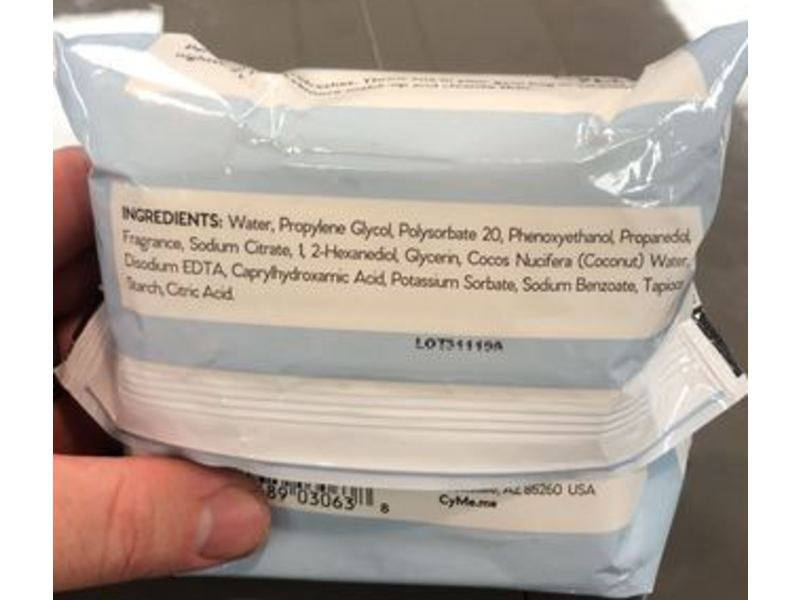 INGREDIENTS: Water, Propylene Glycol, Polysorbate 20, Phenoxyethanol, Propanediol,
Fragrance, Sodium Citrate, 1, 2-Hexanediol, Glycerin, Cocos Nucifera (Coconut) Water,
Disodium EDTA, Caprylhydroxamic Acid, Potassium Sorbate, Sodium Benzoate, Tapioca
Starch, Citric Acid.
LOT31119A
AZ 85260 USA
89 03063 8
CyMe.me